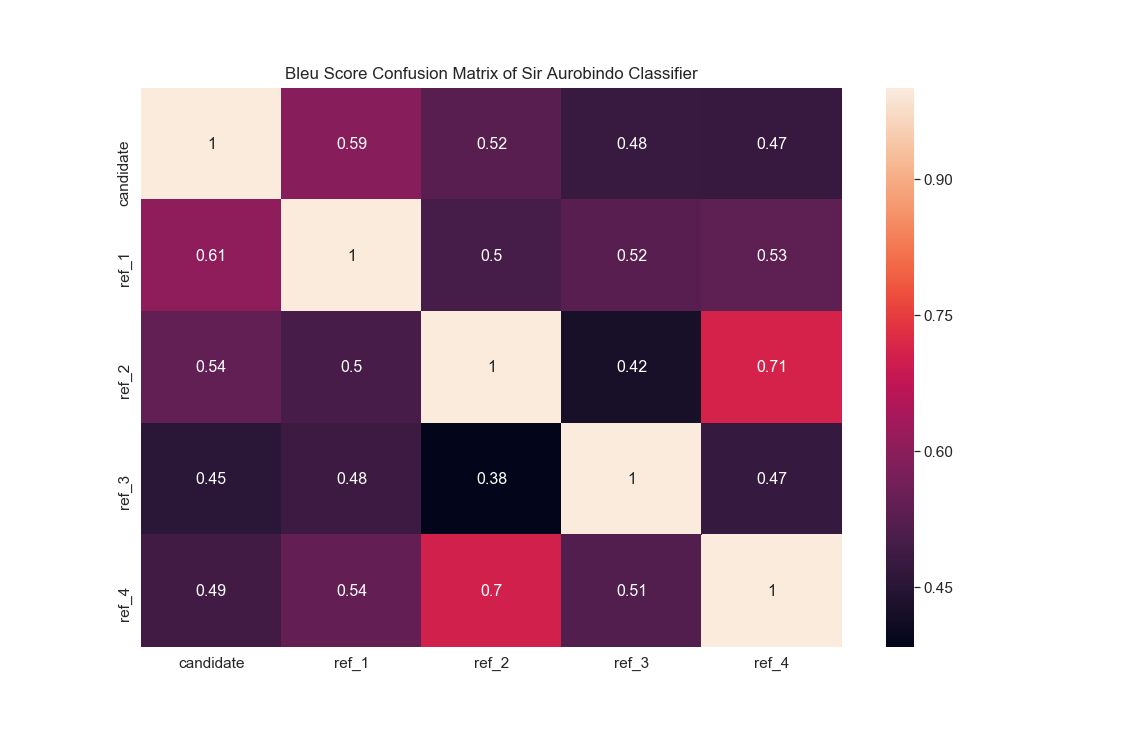 Bleu Score Confusion Matrix of Sir Aurobindo Classifier
candidate 1 0.59 0.52 0.48 0.47
ref_1 0.61 1 0.5 0.52 0.53
ref_2 0.54 0.5 1 0.42 0.71
ref_3 0.45 0.48 0.38 1 0.47
ref_4 0.49 0.54 0.7 0.51 1
candidate ref_1 ref_2 ref_3 ref_4
0.90
0.75
0.60
0.45